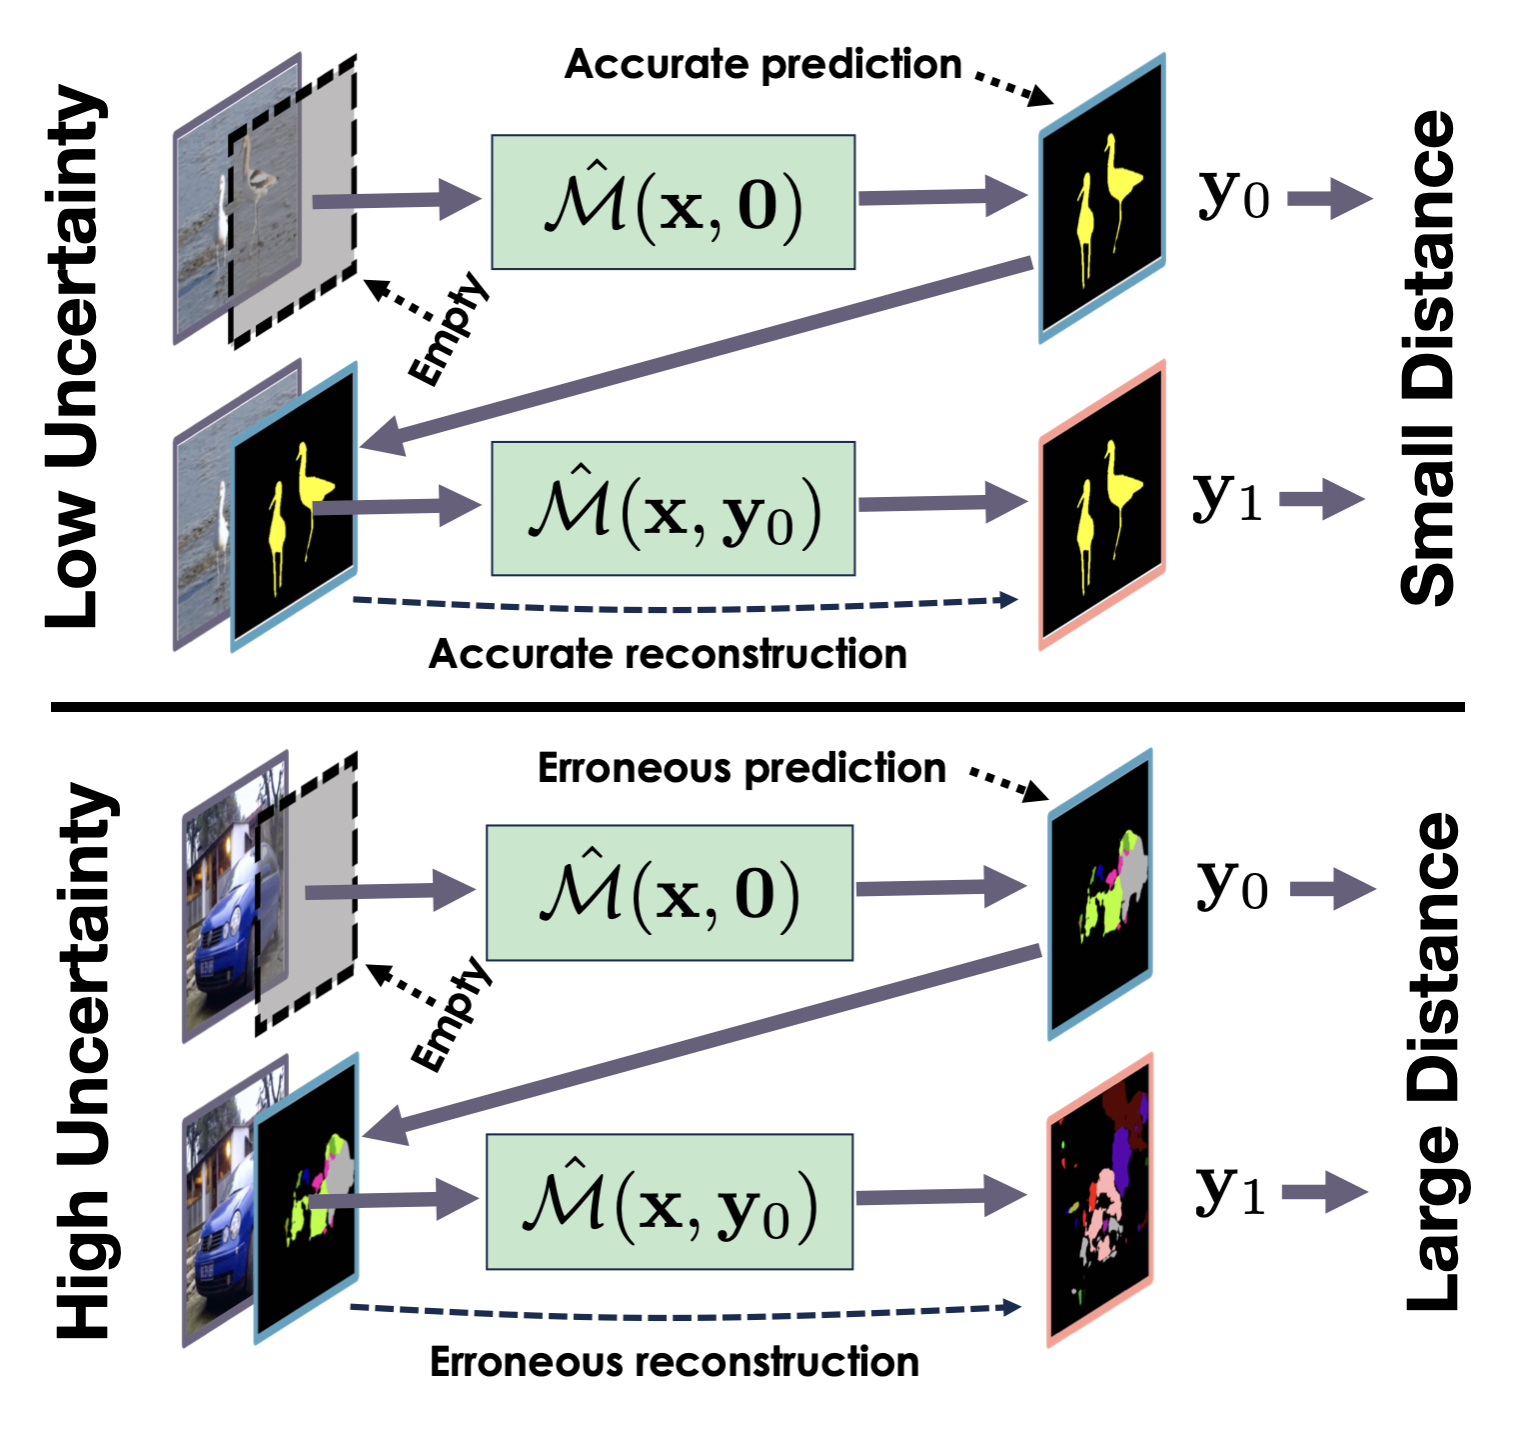 Low Uncertainty
Accurate prediction
$\hat{\mathcal{M}}(\mathbf{x}, \mathbf{0})$
$\mathbf{y}_0$
Empty
$\hat{\mathcal{M}}(\mathbf{x}, \mathbf{y}_0)$
$\mathbf{y}_1$
Accurate reconstruction
Small Distance
High Uncertainty
Erroneous prediction
$\hat{\mathcal{M}}(\mathbf{x}, \mathbf{0})$
$\mathbf{y}_0$
Empty
$\hat{\mathcal{M}}(\mathbf{x}, \mathbf{y}_0)$
$\mathbf{y}_1$
Erroneous reconstruction
Large Distance